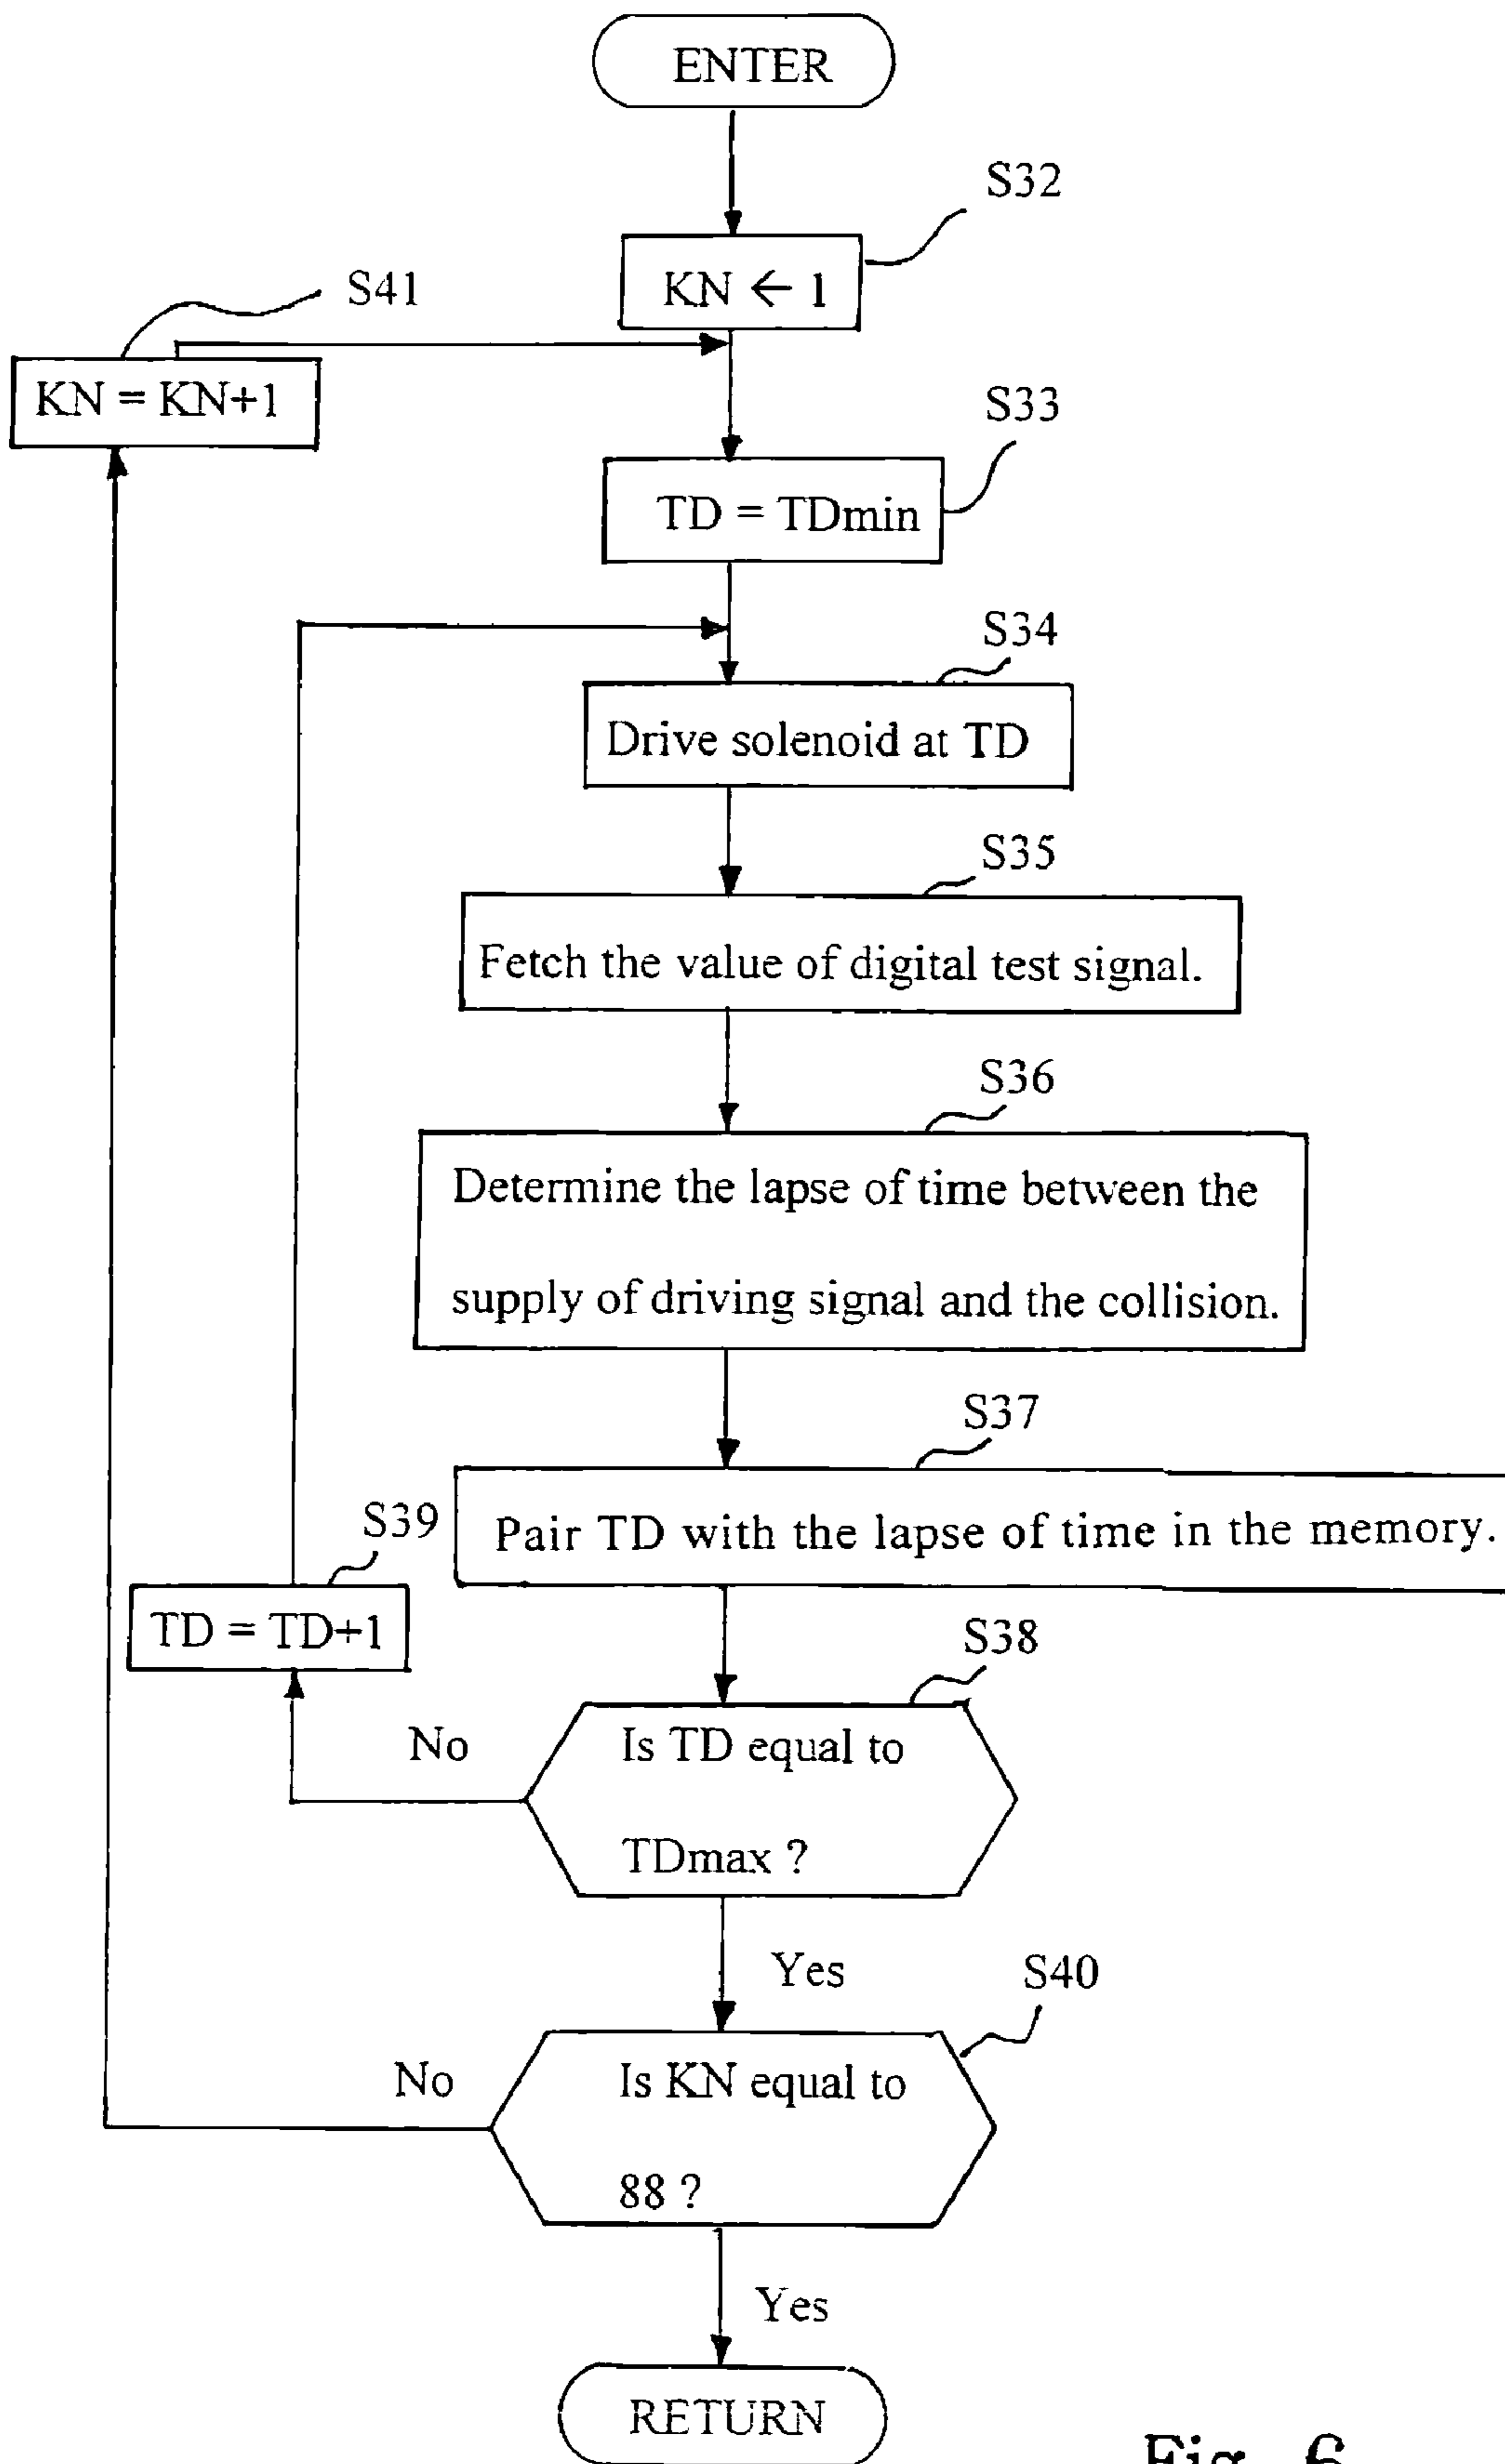 ENTER
S32
KN ← 1
S41
KN = KN+1
S33
TD = TDmin
S34
Drive solenoid at TD
S35
Fetch the value of digital test signal.
S36
Determine the lapse of time between the
supply of driving signal and the collision.
S37
Pair TD with the lapse of time in the memory.
S39
TD = TD+1
S38
No
Is TD equal to
TDmax ?
Yes
S40
No
Is KN equal to
88 ?
Yes
RETURN
Fig. 6